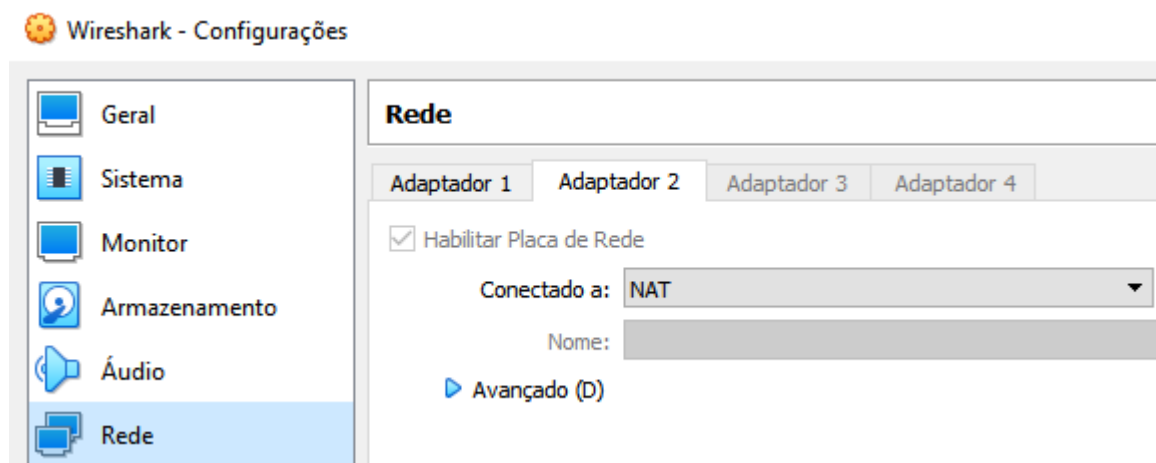 Wireshark - Configurações
Geral
Sistema
Monitor
Armazenamento
Áudio
Rede
Rede
Adaptador 1 Adaptador 2 Adaptador 3 Adaptador 4
Habilitar Placa de Rede
Conectado a: NAT
Nome:
Avançado (D)